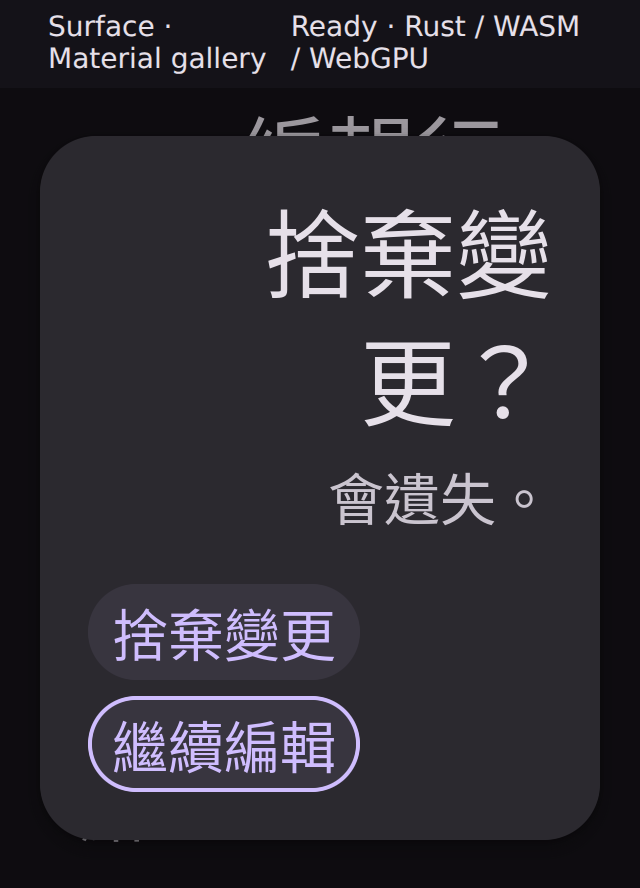 Surface ·
Material gallery
Ready · Rust / WASM
/ WebGPU
捨棄變
更？
會遺失。
捨棄變更
繼續編輯